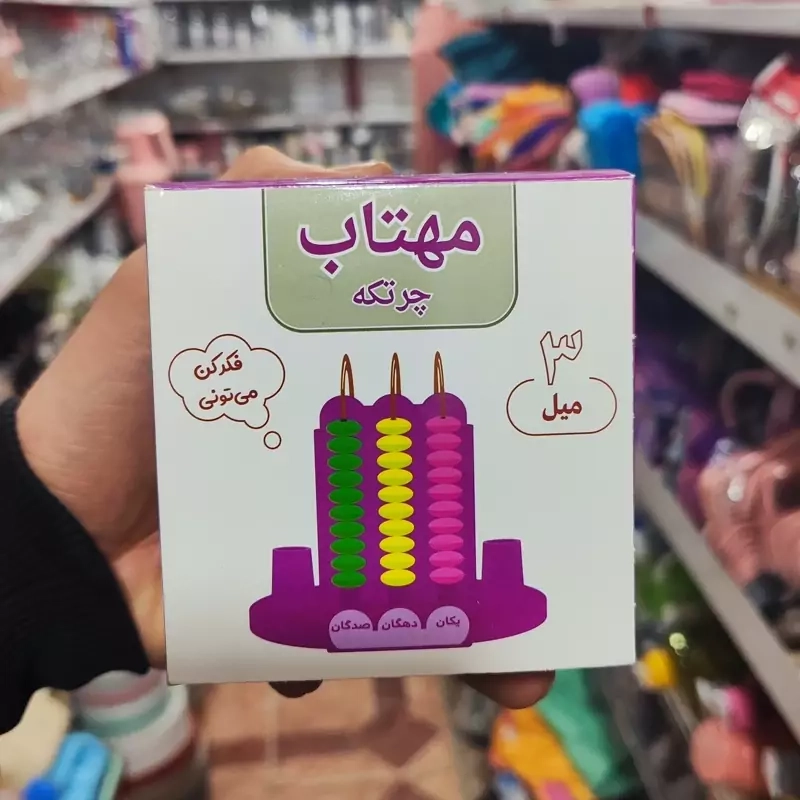 مهتاب
چرتکه
۳
میل
فکر کن
می‌تونی
یکان
دهگان
صدگان